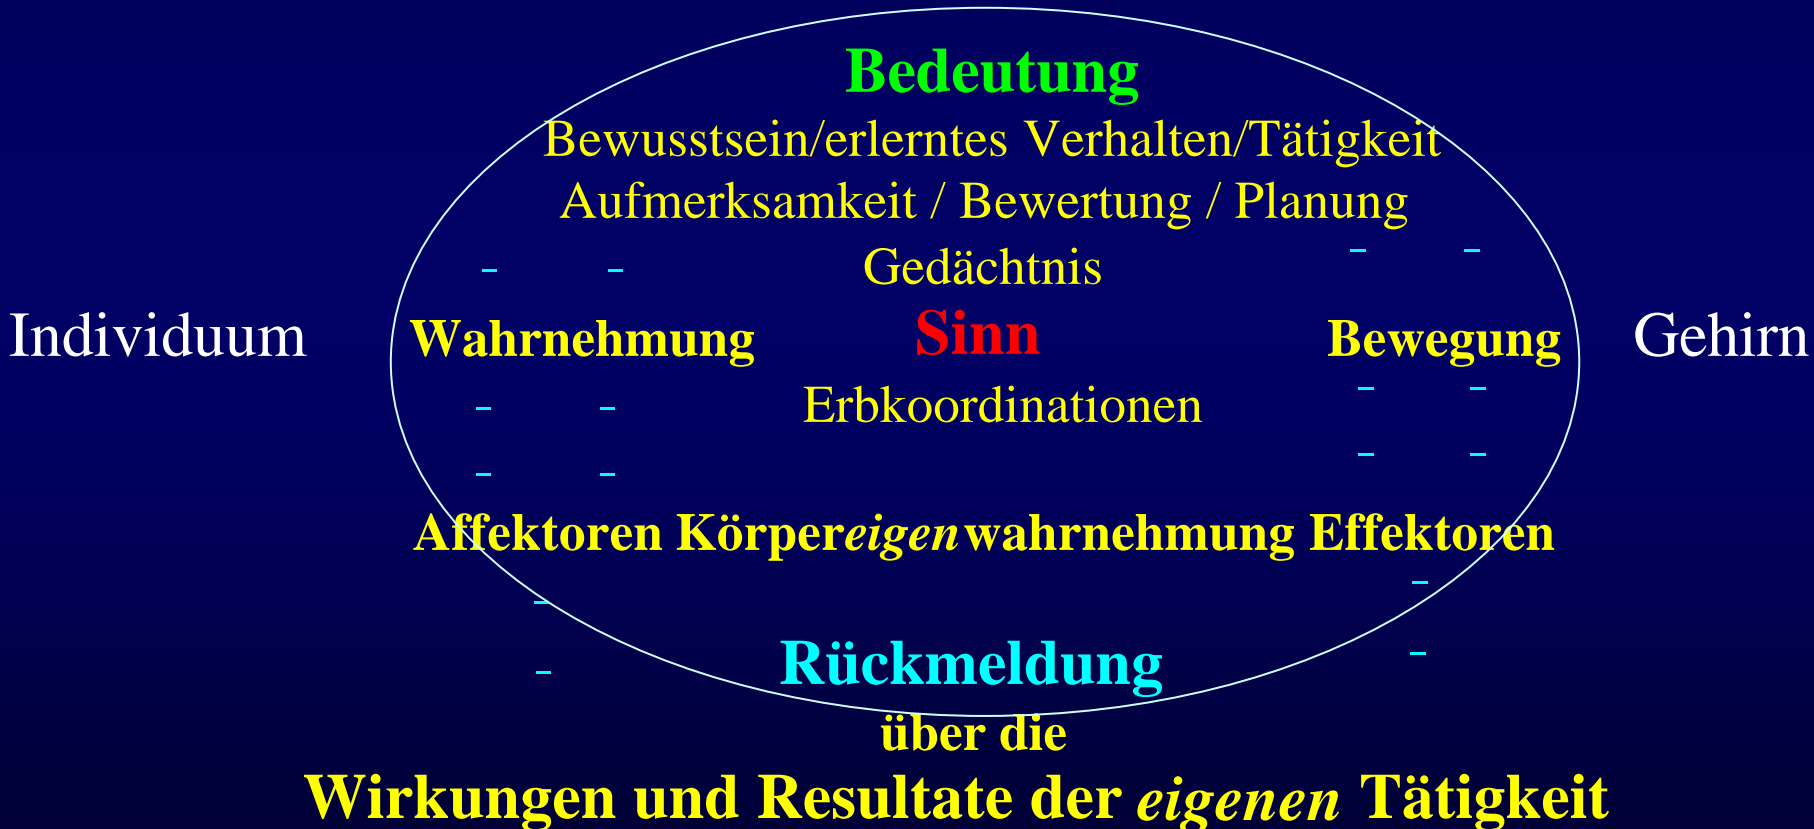 Bedeutung
Bewusstsein/erlerntes Verhalten/Tätigkeit
Aufmerksamkeit / Bewertung / Planung
Gedächtnis
Individuum Wahrnehmung Sinn Bewegung Gehirn
Erbkoordinationen
Affektoren Körpereigenwahrnehmung Effektoren
Rückmeldung
über die
Wirkungen und Resultate der eigenen Tätigkeit